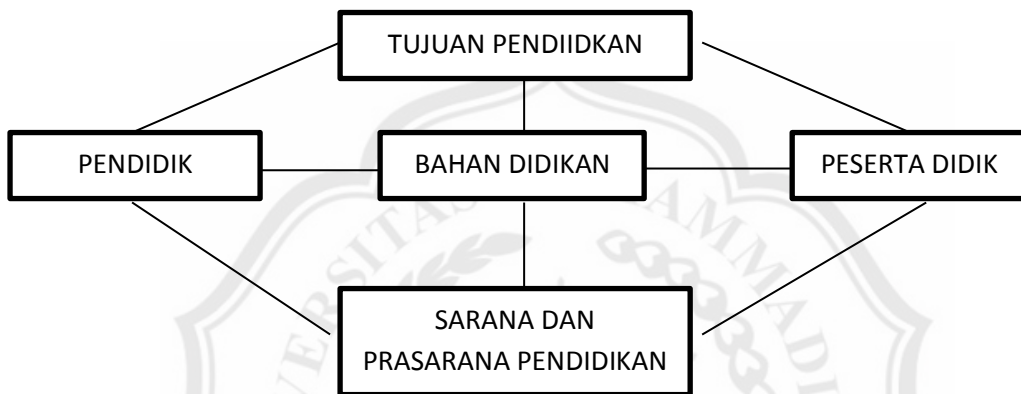 TUJUAN PENDIIDKAN
PENDIDIK
BAHAN DIDIKAN
PESERTA DIDIK
SARANA DAN
PRASARANA PENDIDIKAN